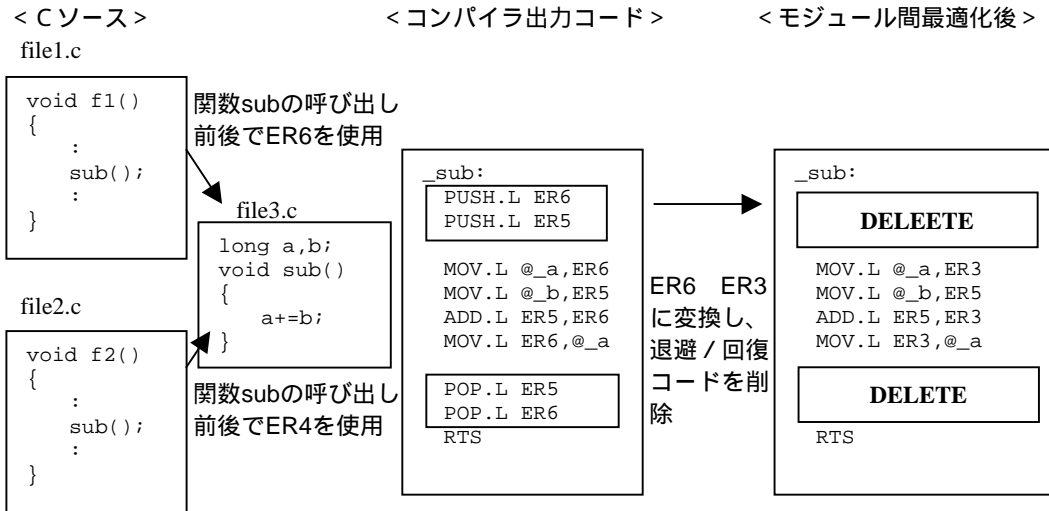 <Cソース>
file1.c
void f1()
{
:
sub();
:
}
関数subの呼び出し
前後でER6を使用
file2.c
void f2()
{
:
sub();
:
}
関数subの呼び出し
前後でER4を使用
file3.c
long a,b;
void sub()
{
a+=b;
}
<コンパイラ出力コード>
_sub:
PUSH.L ER6
PUSH.L ER5
MOV.L @_a,ER6
MOV.L @_b,ER5
ADD.L ER5,ER6
MOV.L ER6,@_a
POP.L ER5
POP.L ER6
RTS
ER6 ER3
に変換し、
退避/回復
コードを削
除
<モジュール間最適化後>
_sub:
DELEETE
MOV.L @_a,ER3
MOV.L @_b,ER5
ADD.L ER5,ER3
MOV.L ER3,@_a
DELETE
RTS